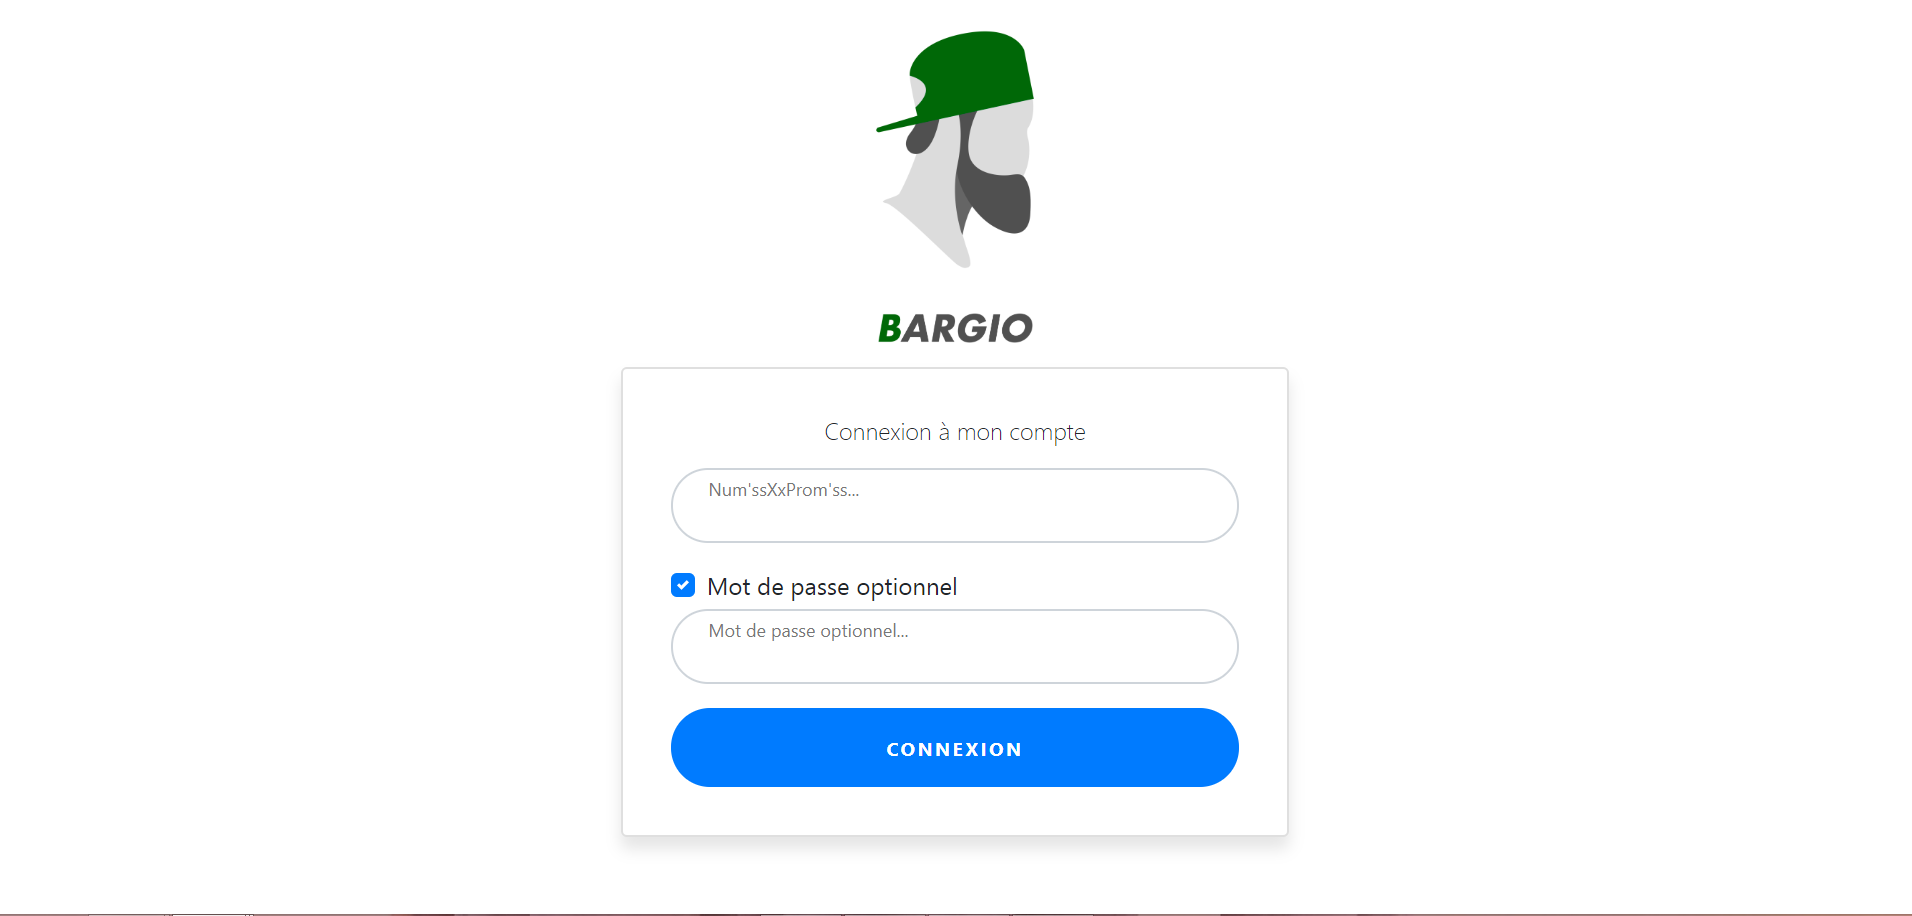 BARGIO
Connexion à mon compte
Num'ssXxProm'ss...
Mot de passe optionnel
Mot de passe optionnel...
CONNEXION